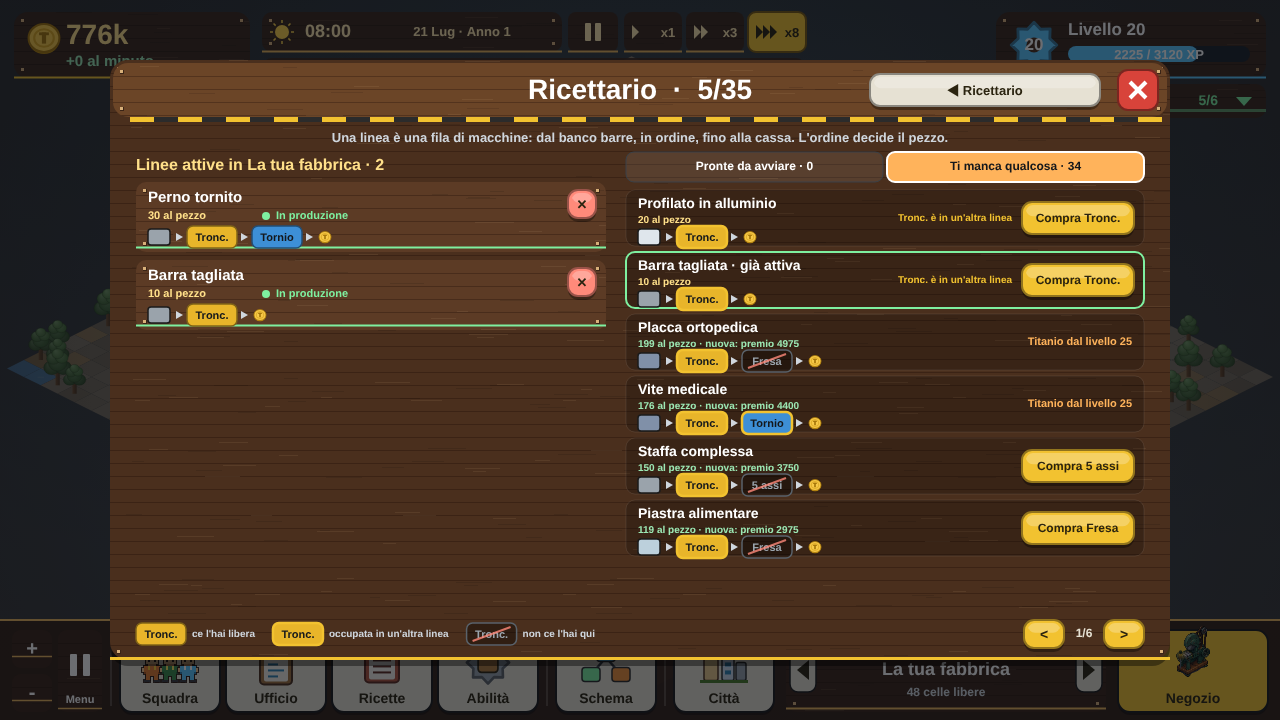 776k
+0 al minuto
08:00
21 Lug · Anno 1
x1
x3
x8
20
Livello 20
2225 / 3120 XP
5/6
Ricettario · 5/35
Ricettario
Una linea è una fila di macchine: dal banco barre, in ordine, fino alla cassa. L'ordine decide il pezzo.
Linee attive in La tua fabbrica · 2
Perno tornito
30 al pezzo
In produzione
Tronc.
Tornio
Barra tagliata
10 al pezzo
In produzione
Tronc.
Pronte da avviare · 0
Ti manca qualcosa · 34
Profilato in alluminio
20 al pezzo
Tronc.
Tronc. è in un'altra linea
Compra Tronc.
Barra tagliata · già attiva
10 al pezzo
Tronc.
Tronc. è in un'altra linea
Compra Tronc.
Placca ortopedica
199 al pezzo · nuova: premio 4975
Tronc.
Fresa
Titanio dal livello 25
Vite medicale
176 al pezzo · nuova: premio 4400
Tronc.
Tornio
Titanio dal livello 25
Staffa complessa
150 al pezzo · nuova: premio 3750
Tronc.
5 assi
Compra 5 assi
Piastra alimentare
119 al pezzo · nuova: premio 2975
Tronc.
Fresa
Compra Fresa
Tronc.
ce l'hai libera
Tronc.
occupata in un'altra linea
Tronc.
non ce l'hai qui
<
1/6
>
+
-
Menu
Squadra
Ufficio
Ricette
Abilità
Schema
Città
La tua fabbrica
48 celle libere
Negozio